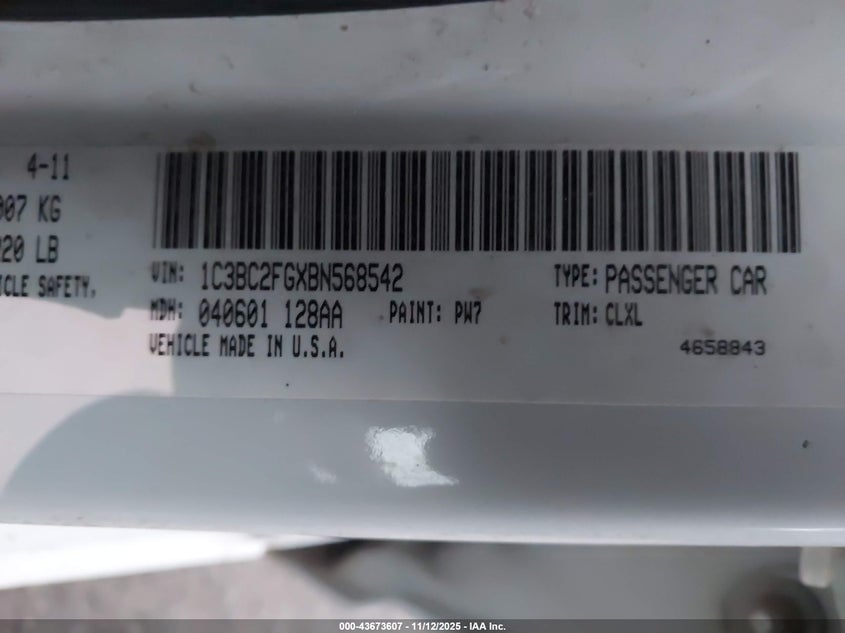 4-11
007 KG
220 LB
ICLE SAFETY,
VIN: 1C3BC2FGXBN568542
TYPE: PASSENGER CAR
MDH: 040601 128AA
PAINT: PW7
TRIM: CLXL
VEHICLE MADE IN U.S.A.
4658843
000-43673607 - 11/12/2025 - IAA Inc.